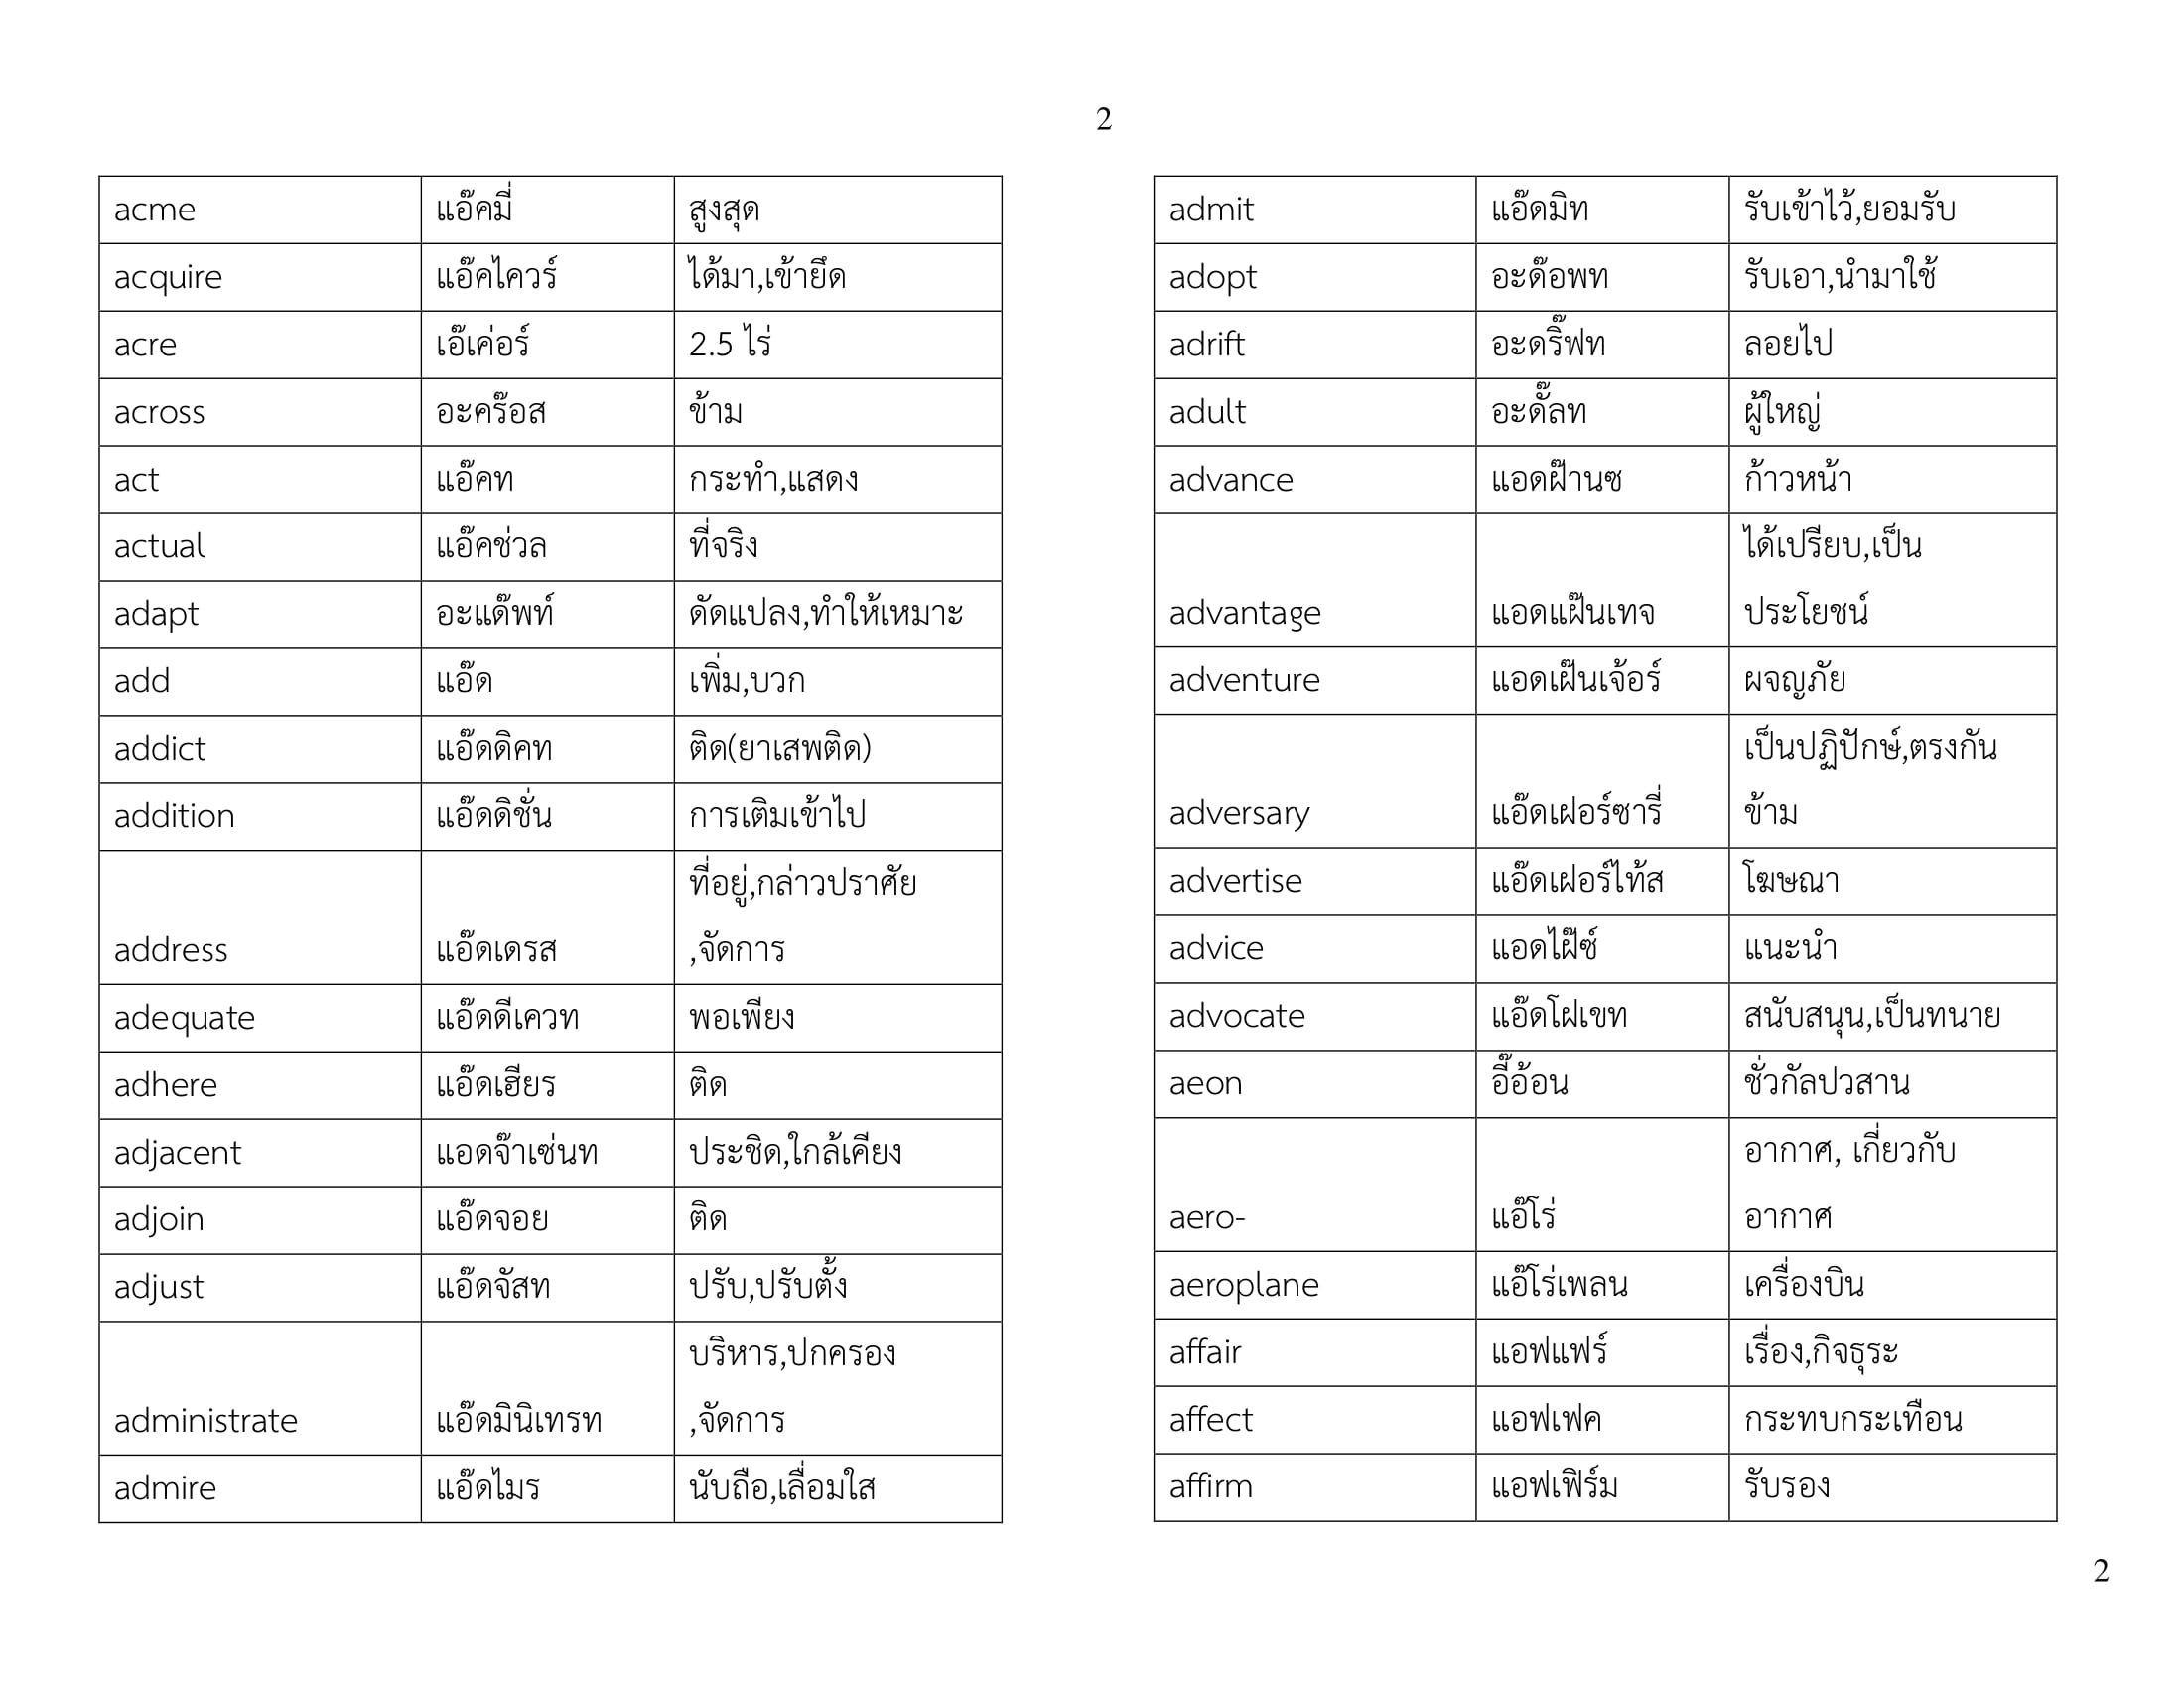 2
acme แอ๊คมี่ สูงสุด
acquire แอ๊คไควร์ ได้มา,เข้ายึด
acre เอ๊เค่อร์ 2.5 ไร่
across อะคร๊อส ข้าม
act แอ๊คท กระทำ,แสดง
actual แอ๊คช่วล ที่จริง
adapt อะแด๊พท์ ดัดแปลง,ทำให้เหมาะ
add แอ๊ด เพิ่ม,บวก
addict แอ๊ดดิคท ติด(ยาเสพติด)
addition แอ๊ดดิชั่น การเติมเข้าไป
ที่อยู่,กล่าวปราศัย
address แอ๊ดเดรส ,จัดการ
adequate แอ๊ดดีเควท พอเพียง
adhere แอ๊ดเฮียร ติด
adjacent แอดจ๊าเซ่นท ประชิด,ใกล้เคียง
adjoin แอ๊ดจอย ติด
adjust แอ๊ดจัสท ปรับ,ปรับตั้ง
บริหาร,ปกครอง
administrate แอ๊ดมินิเทรท ,จัดการ
admire แอ๊ดไมร นับถือ,เลื่อมใส
admit แอ๊ดมิท รับเข้าไว้,ยอมรับ
adopt อะด๊อพท รับเอา,นำมาใช้
adrift อะดริ๊ฟท ลอยไป
adult อะดั๊ลท ผู้ใหญ่
advance แอดฝ๊านซ ก้าวหน้า
ได้เปรียบ,เป็น
advantage แอดแฝ๊นเทจ ประโยชน์
adventure แอดเฝ๊นเจ้อร์ ผจญภัย
เป็นปฏิปักษ์,ตรงกัน
adversary แอ๊ดเฝอร์ซารี่ ข้าม
advertise แอ๊ดเฝอร์ไท้ส โฆษณา
advice แอดไฝ๊ซ์ แนะนำ
advocate แอ๊ดโฝเขท สนับสนุน,เป็นทนาย
aeon อี๊อ้อน ชั่วกัลปวสาน
อากาศ, เกี่ยวกับ
aero- แอ๊โร่ อากาศ
aeroplane แอ๊โร่เพลน เครื่องบิน
affair แอฟแฟร์ เรื่อง,กิจธุระ
affect แอฟเฟค กระทบกระเทือน
affirm แอฟเฟิร์ม รับรอง
2